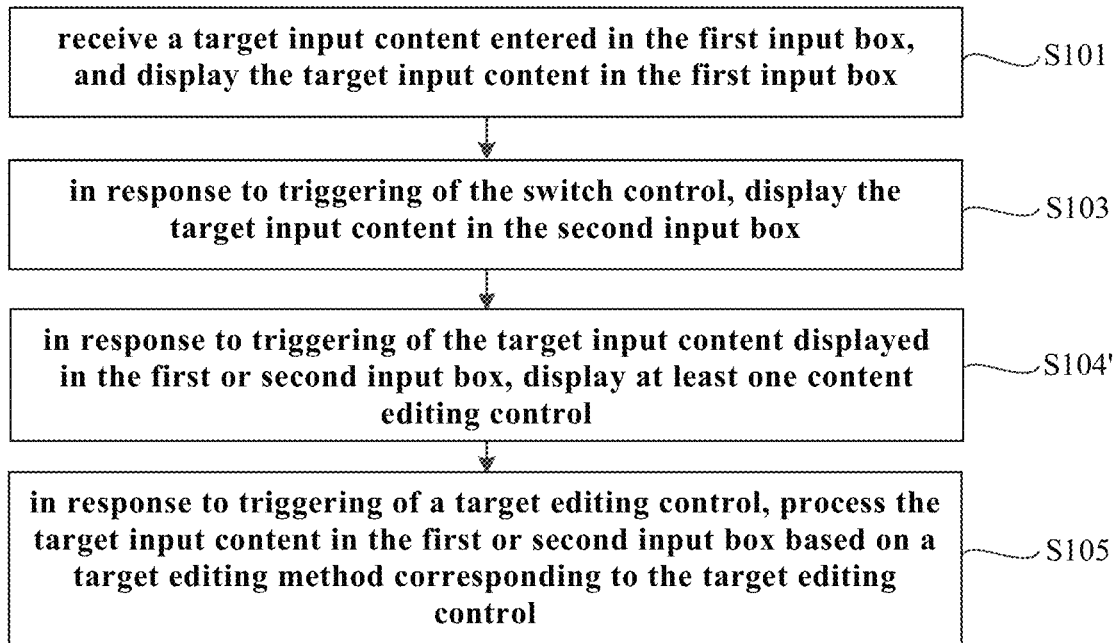 receive a target input content entered in the first input box,
and display the target input content in the first input box
S101
in response to triggering of the switch control, display the
target input content in the second input box
S103
in response to triggering of the target input content displayed
in the first or second input box, display at least one content
editing control
S104'
in response to triggering of a target editing control, process the
target input content in the first or second input box based on a
target editing method corresponding to the target editing
control
S105